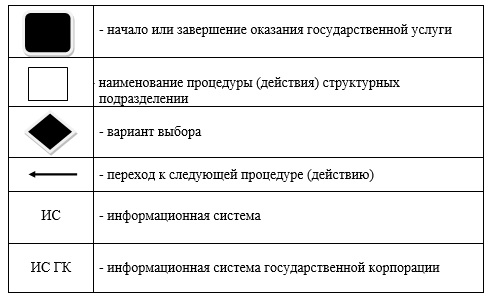 - начало или завершение оказания государственной услуги
- наименование процедуры (действия) структурных
подразделении
- вариант выбора
- переход к следующей процедуре (действию)
ИС - информационная система
ИС ГК - информационная система государственной корпорации